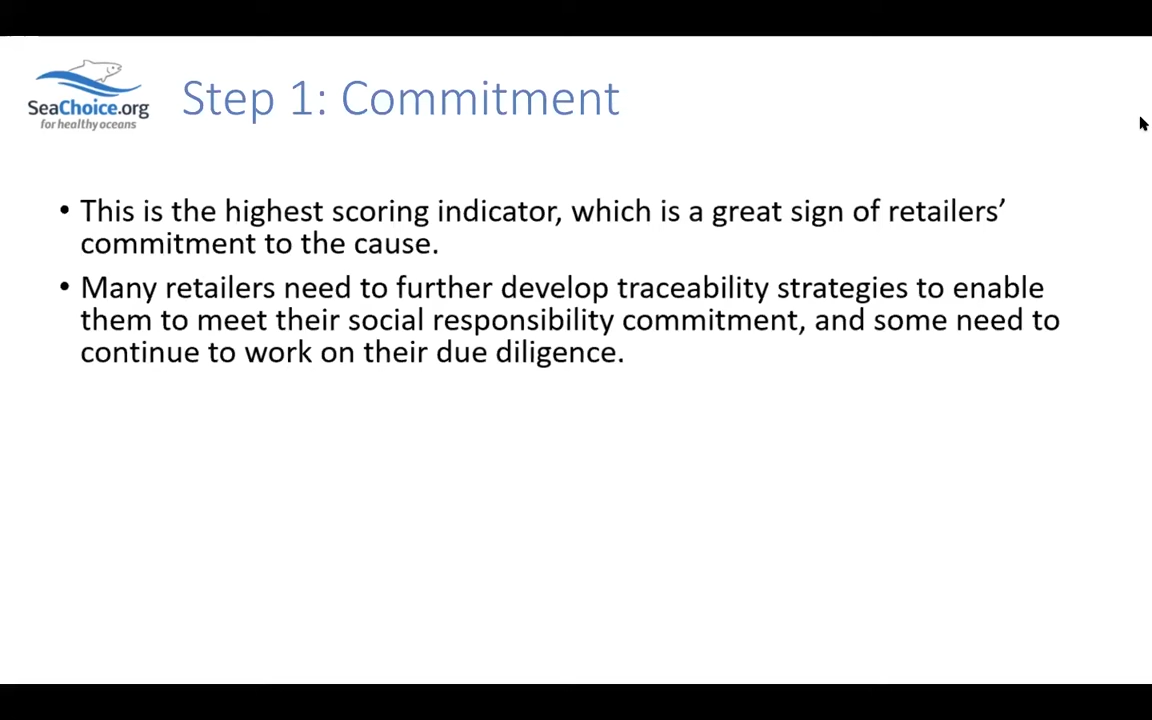 SeaChoice.org
for healthy oceans
Step 1: Commitment
• This is the highest scoring indicator, which is a great sign of retailers’
commitment to the cause.
• Many retailers need to further develop traceability strategies to enable
them to meet their social responsibility commitment, and some need to
continue to work on their due diligence.